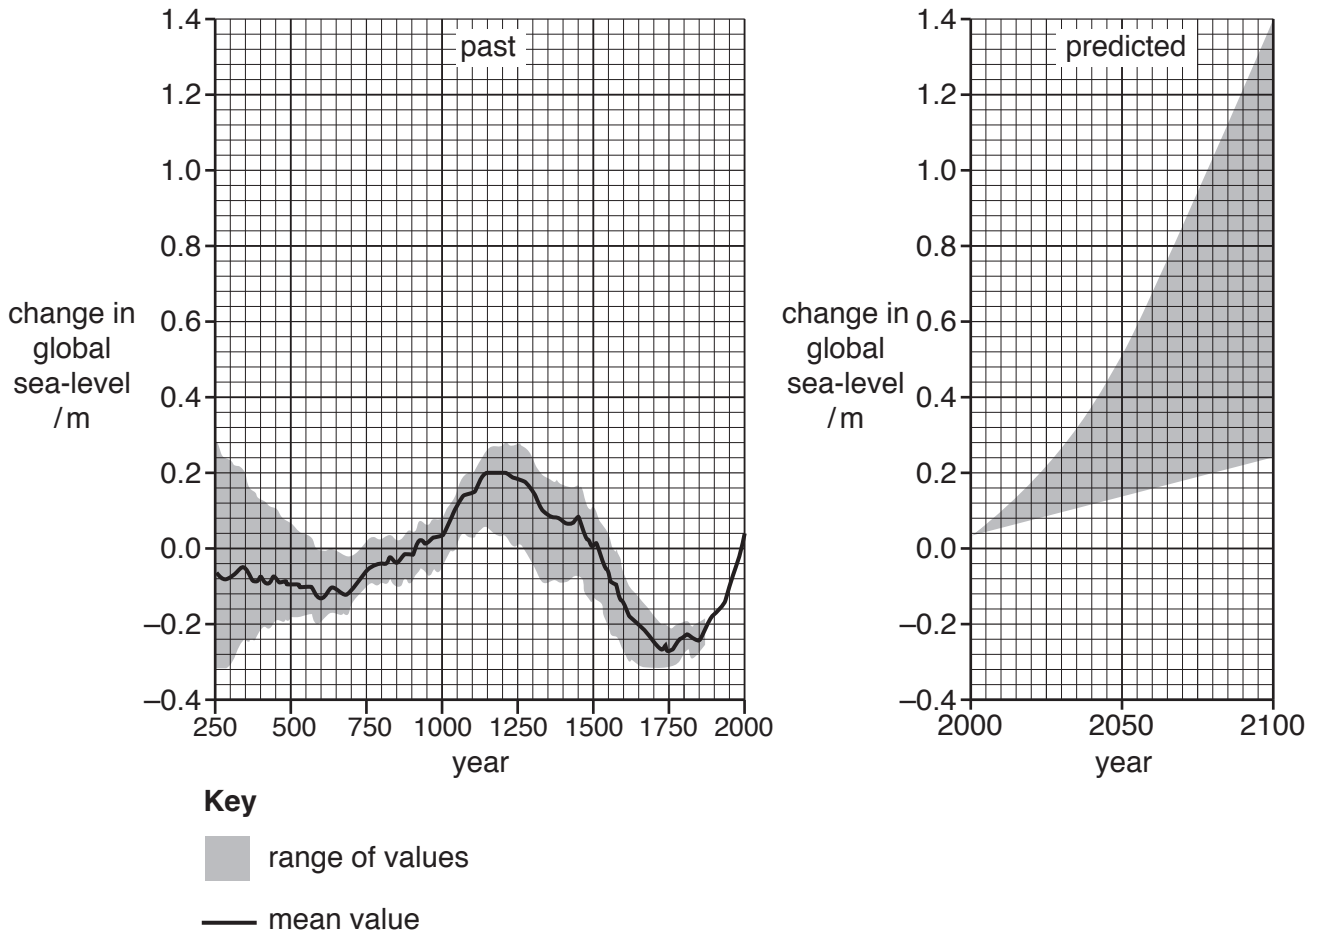 past
1.4
1.2
1.0
0.8
0.6
0.4
0.2
0.0
–0.2
–0.4
change in
global
sea-level
/ m
250 500 750 1000 1250 1500 1750 2000
year
predicted
1.4
1.2
1.0
0.8
0.6
0.4
0.2
0.0
–0.2
–0.4
change in
global
sea-level
/ m
2000 2050 2100
year
Key
range of values
mean value